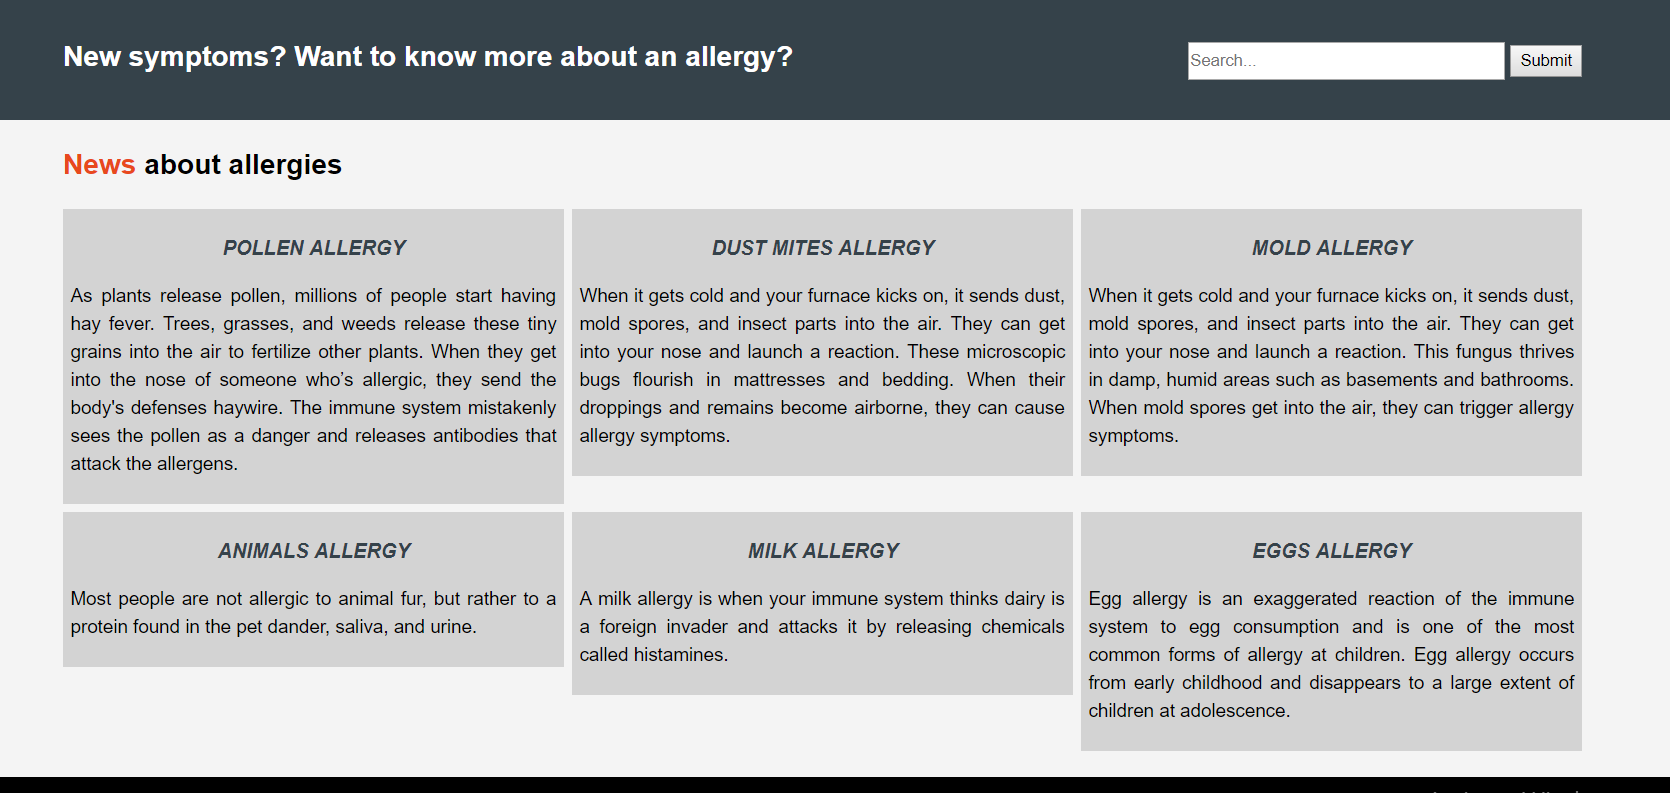 New symptoms? Want to know more about an allergy?
Search...
Submit
News about allergies
POLLEN ALLERGY
As plants release pollen, millions of people start having
hay fever. Trees, grasses, and weeds release these tiny
grains into the air to fertilize other plants. When they get
into the nose of someone who’s allergic, they send the
body's defenses haywire. The immune system mistakenly
sees the pollen as a danger and releases antibodies that
attack the allergens.
DUST MITES ALLERGY
When it gets cold and your furnace kicks on, it sends dust,
mold spores, and insect parts into the air. They can get
into your nose and launch a reaction. These microscopic
bugs flourish in mattresses and bedding. When their
droppings and remains become airborne, they can cause
allergy symptoms.
MOLD ALLERGY
When it gets cold and your furnace kicks on, it sends dust,
mold spores, and insect parts into the air. They can get
into your nose and launch a reaction. This fungus thrives
in damp, humid areas such as basements and bathrooms.
When mold spores get into the air, they can trigger allergy
symptoms.
ANIMALS ALLERGY
Most people are not allergic to animal fur, but rather to a
protein found in the pet dander, saliva, and urine.
MILK ALLERGY
A milk allergy is when your immune system thinks dairy is
a foreign invader and attacks it by releasing chemicals
called histamines.
EGGS ALLERGY
Egg allergy is an exaggerated reaction of the immune
system to egg consumption and is one of the most
common forms of allergy at children. Egg allergy occurs
from early childhood and disappears to a large extent of
children at adolescence.